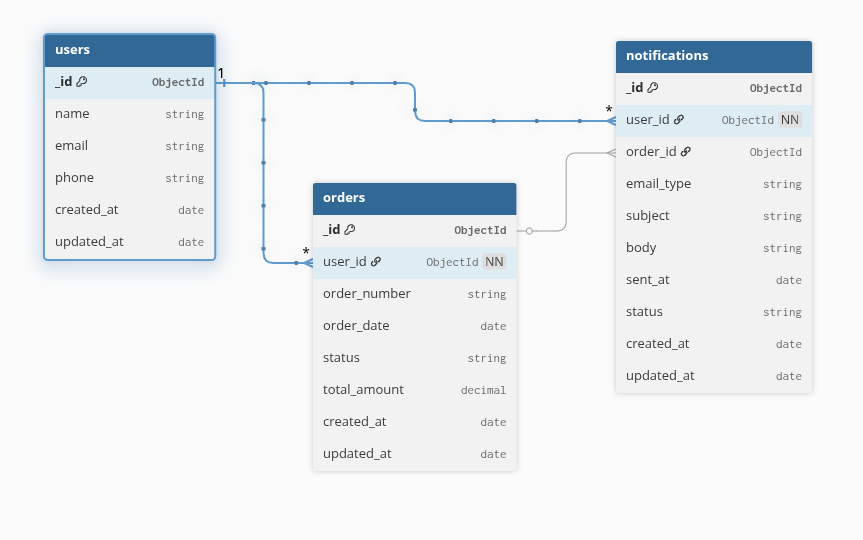 users
_id ObjectId
name string
email string
phone string
created_at date
updated_at date
1
*
*
orders
_id ObjectId
user_id ObjectId NN
order_number string
order_date date
status string
total_amount decimal
created_at date
updated_at date
notifications
_id ObjectId
user_id ObjectId NN
order_id ObjectId
email_type string
subject string
body string
sent_at date
status string
created_at date
updated_at date